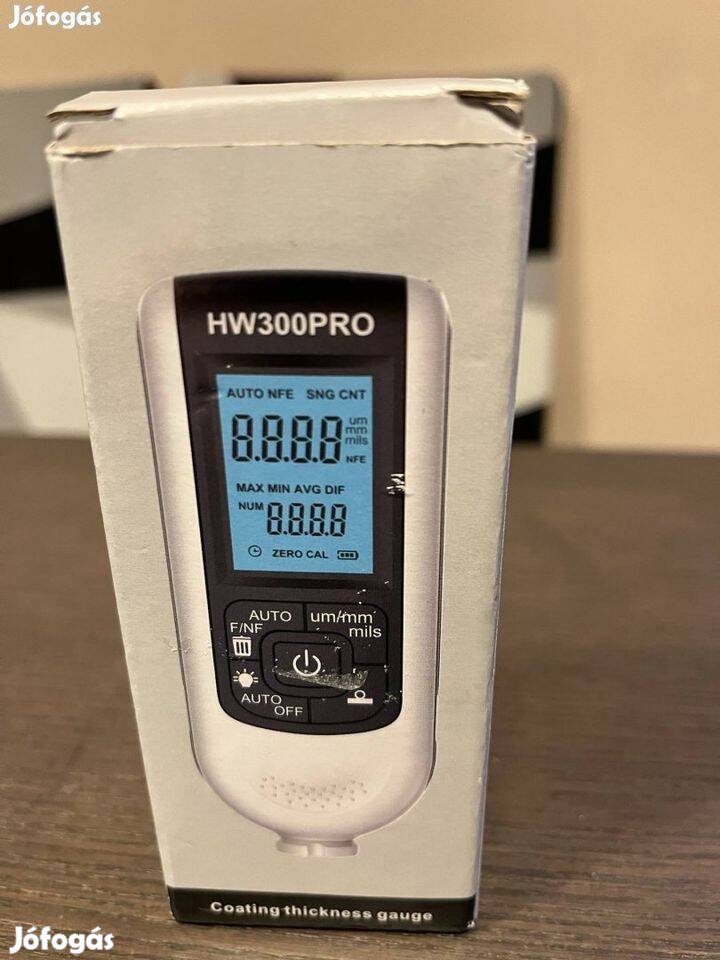 Jófogás
HW300PRO
AUTO NFE SNG CNT
8.8.8.8 um
mm
mils
NFE
MAX MIN AVG DIF
NUM 8.8.8.8
ZERO CAL
AUTO um/mm
F/NF mils
AUTO
OFF
Coating thickness gauge
Jófogás